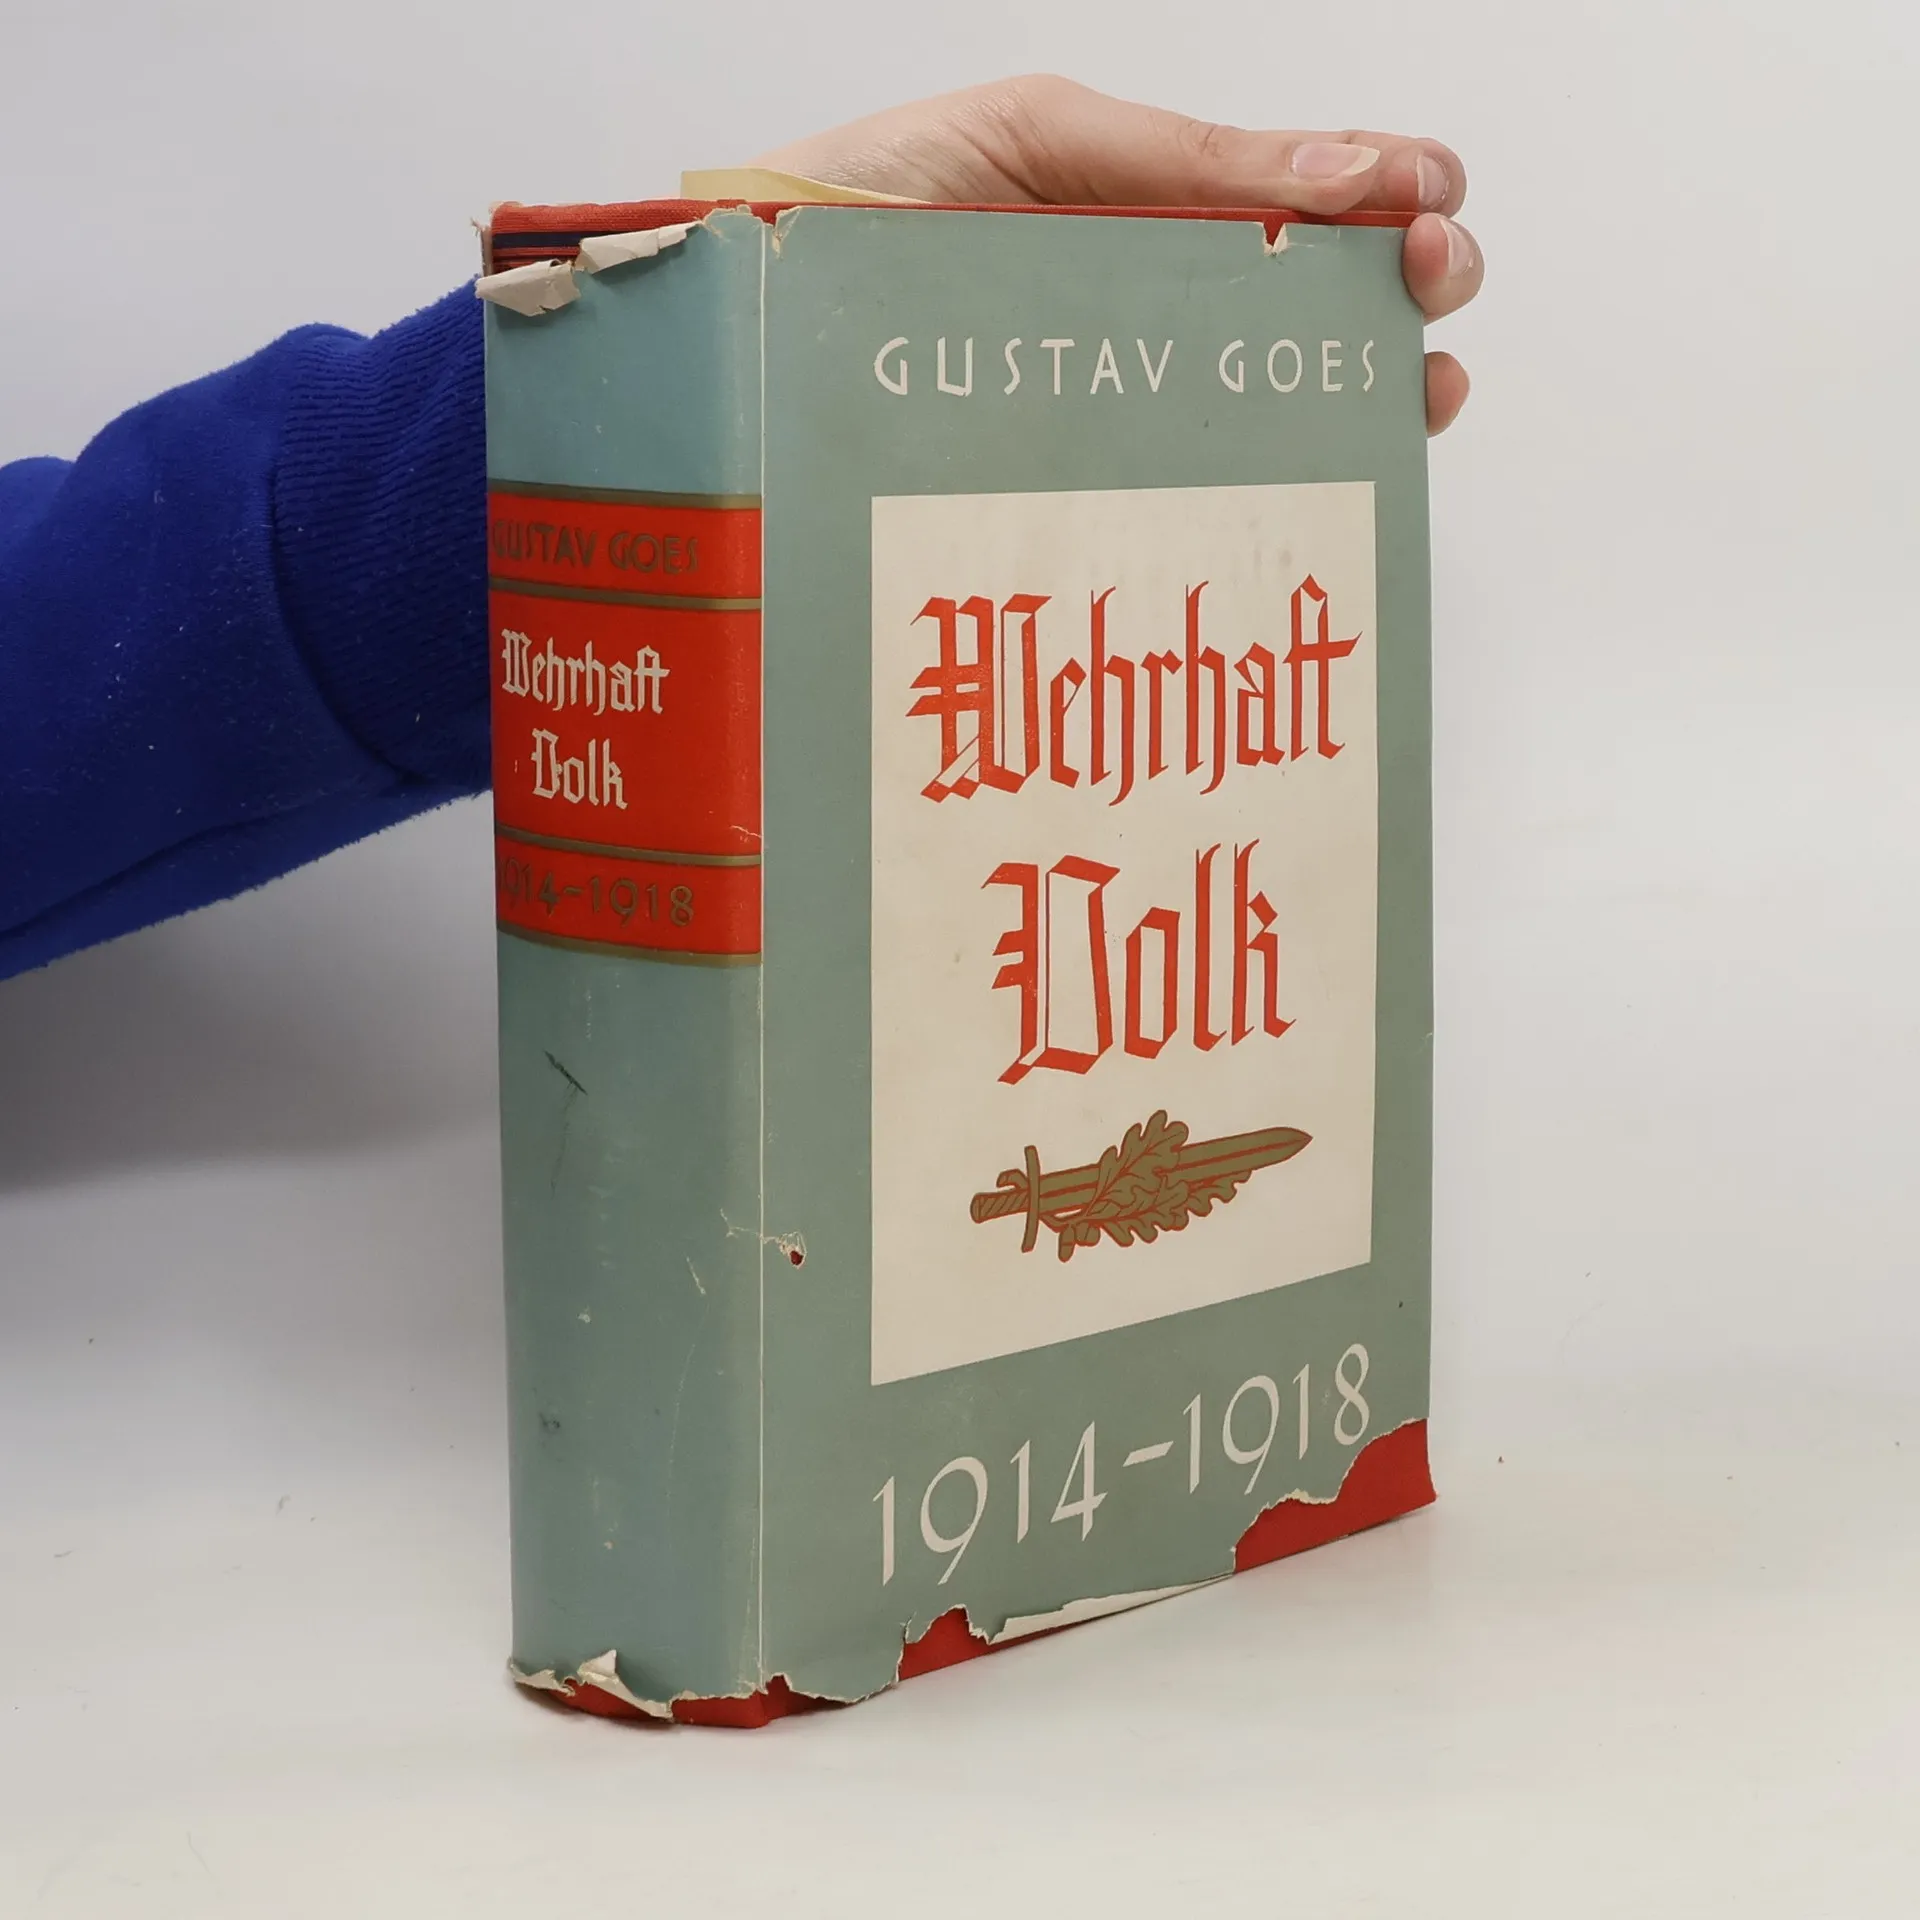 GUSTAV GOES
Wehrhaft
Volk
1914-1918
GUSTAV GOES
Wehrhaft
Volk
1914-1918